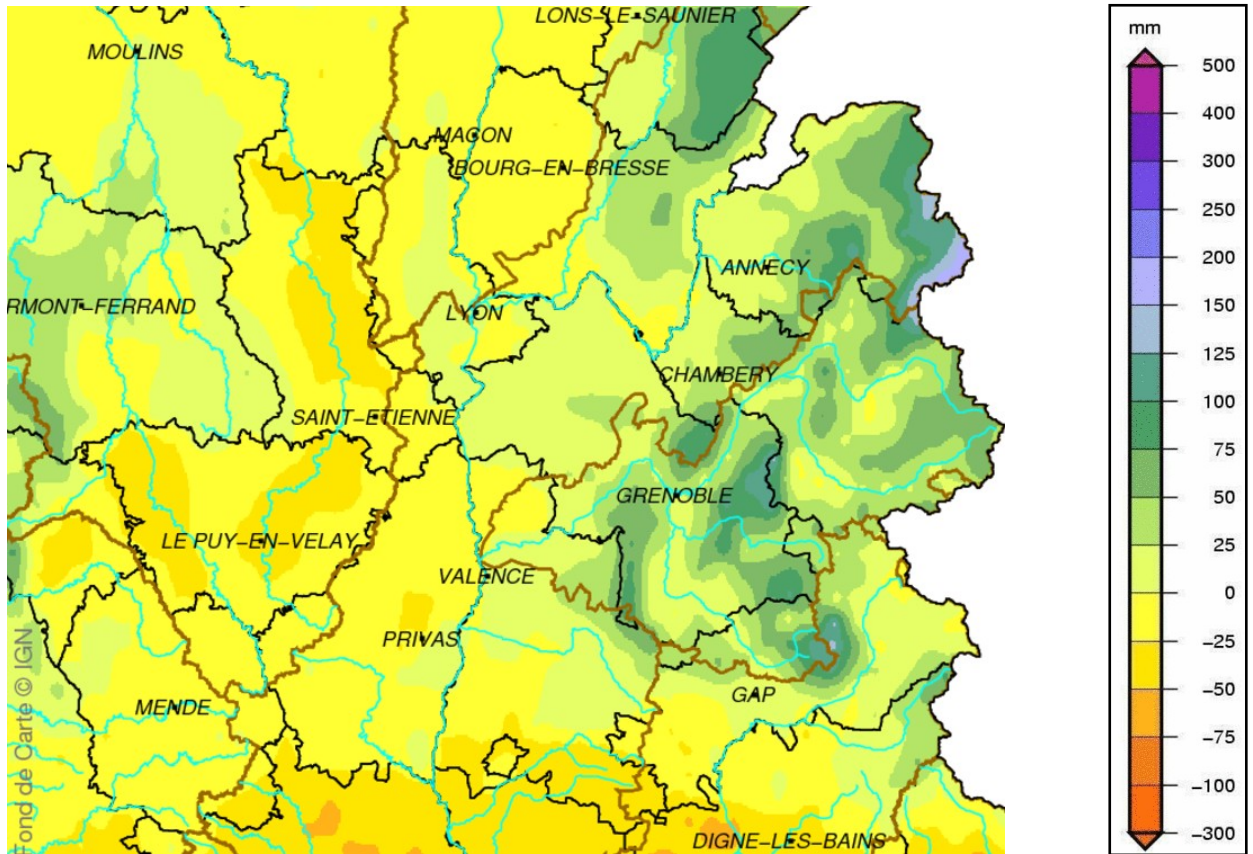 LONS–LE–SAUNIER
MOULINS
MACON
BOURG–EN–BRESSE
ANNECY
RMONT–FERRAND
LYON
CHAMBERY
SAINT–ETIENNE
GRENOBLE
LE PUY–EN–VELAY
VALENCE
PRIVAS
GAP
MENDE
DIGNE–LES–BAINS
Fond de Carte © IGN
mm
500
400
300
250
200
150
125
100
75
50
25
0
−25
−50
−75
−100
−300